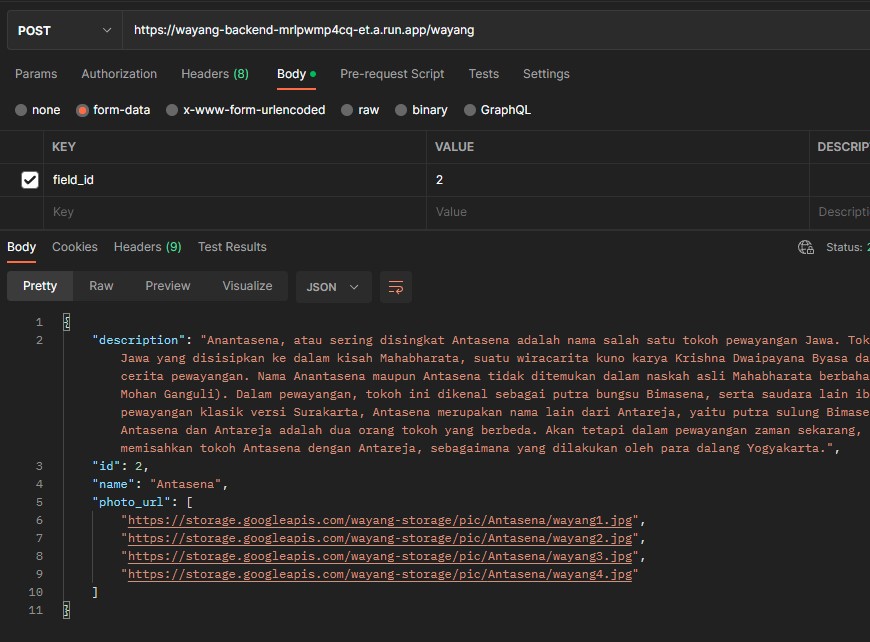 POST https://wayang-backend-mrlpwmp4cq-et.a.run.app/wayang
Params Authorization Headers (8) Body Pre-request Script Tests Settings
none form-data x-www-form-urlencoded raw binary GraphQL
KEY VALUE DESCRIP
field_id 2
Key Value Descripti
Body Cookies Headers (9) Test Results Status: 2
Pretty Raw Preview Visualize JSON
1 {
2 "description": "Anantasena, atau sering disingkat Antasena adalah nama salah satu tokoh pewayangan Jawa. Tok
Jawa yang disisipkan ke dalam kisah Mahabharata, suatu wiracarita kuno karya Krishna Dwaipayana Byasa da
cerita pewayangan. Nama Anantasena maupun Antasena tidak ditemukan dalam naskah asli Mahabharata berbaha
Mohan Ganguli). Dalam pewayangan, tokoh ini dikenal sebagai putra bungsu Bimasena, serta saudara lain ib
pewayangan klasik versi Surakarta, Antasena merupakan nama lain dari Antareja, yaitu putra sulung Bimase
Antasena dan Antareja adalah dua orang tokoh yang berbeda. Akan tetapi dalam pewayangan zaman sekarang,
memisahkan tokoh Antasena dengan Antareja, sebagaimana yang dilakukan oleh para dalang Yogyakarta.",
3 "id": 2,
4 "name": "Antasena",
5 "photo_url": [
6 "https://storage.googleapis.com/wayang-storage/pic/Antasena/wayang1.jpg",
7 "https://storage.googleapis.com/wayang-storage/pic/Antasena/wayang2.jpg",
8 "https://storage.googleapis.com/wayang-storage/pic/Antasena/wayang3.jpg",
9 "https://storage.googleapis.com/wayang-storage/pic/Antasena/wayang4.jpg"
10 ]
11 }